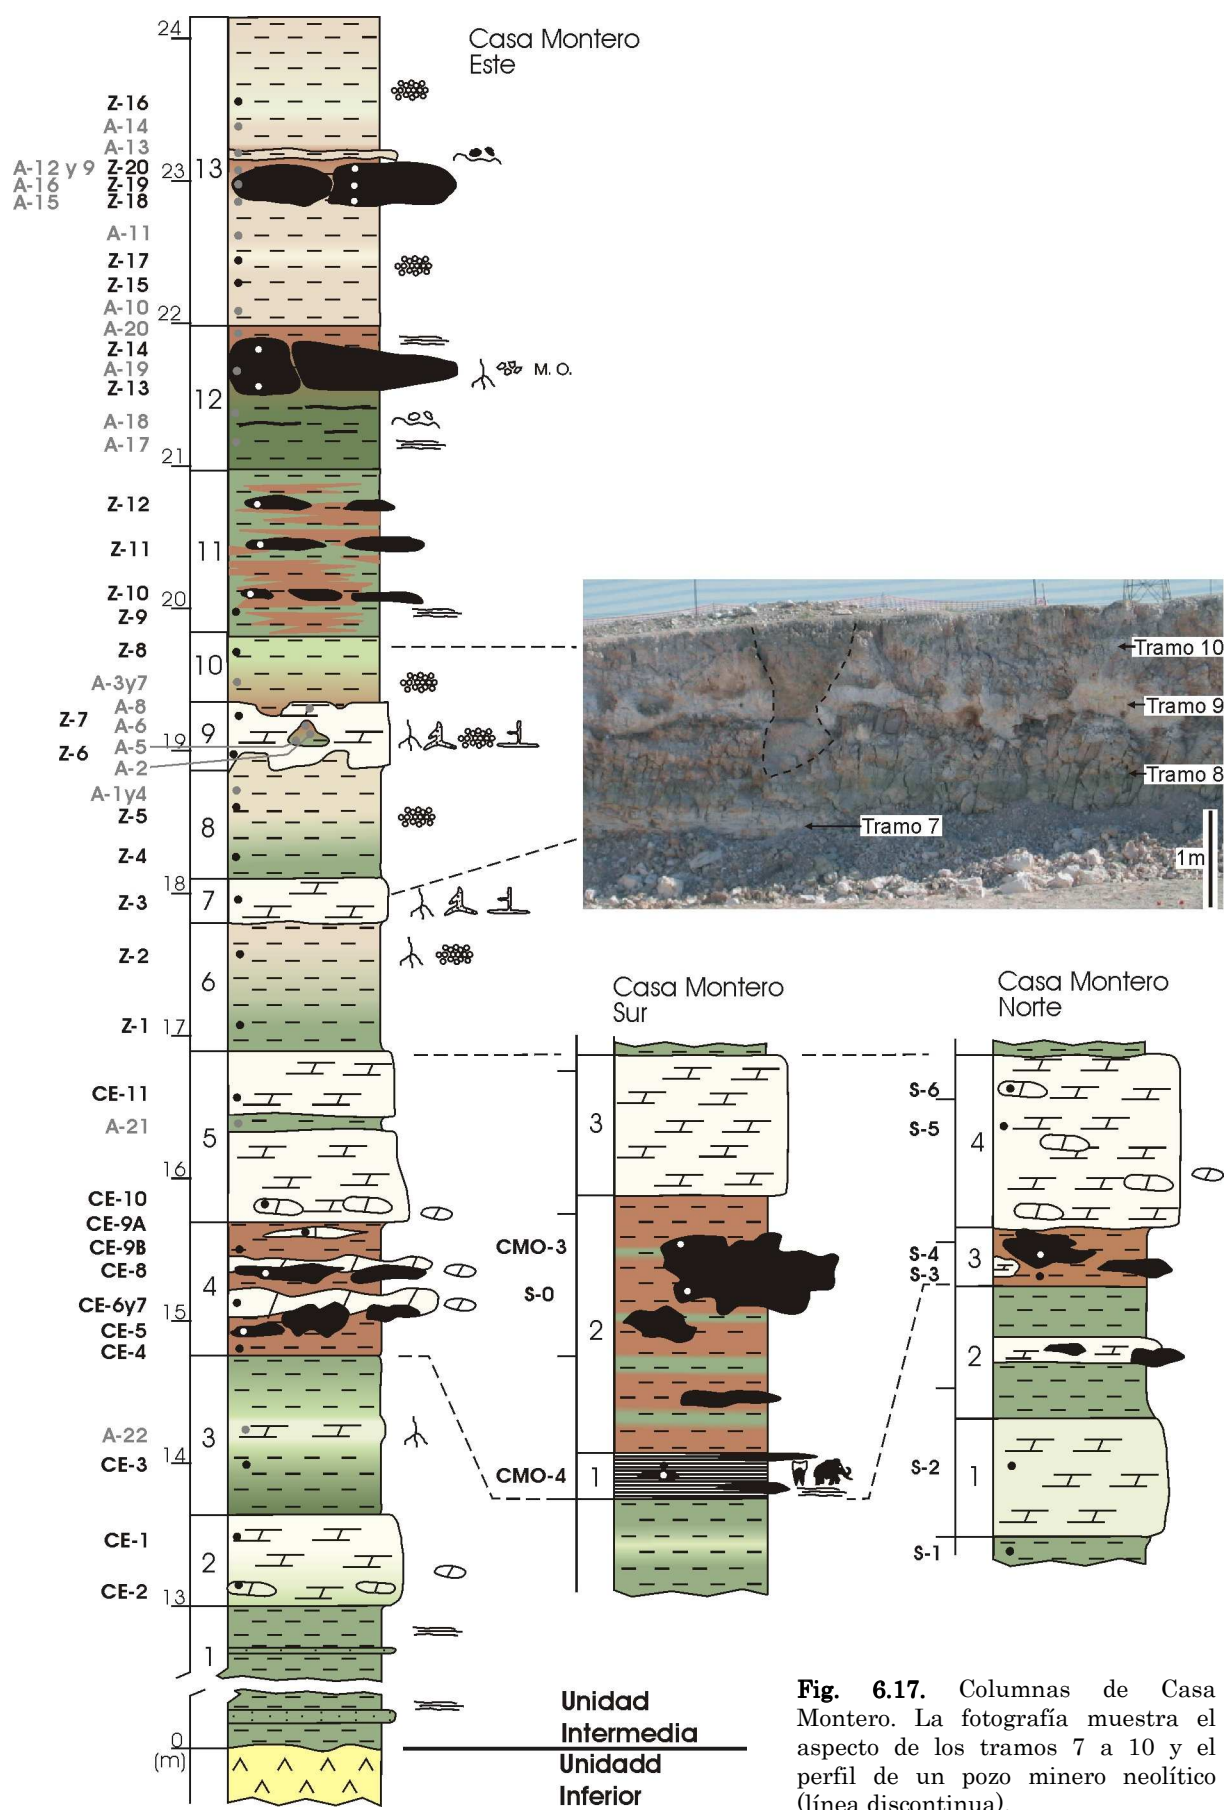 Casa Montero
Este
24
Z-16
A-14
A-13
A-12 y 9 Z-20 23 13
A-16 Z-19
A-15 Z-18
A-11
Z-17
Z-15
A-10 22
A-20
Z-14
A-19 M. O.
Z-13
12
A-18
A-17
21
Z-12
Z-11 11
Z-10 20
Z-9
Z-8
10
A-3y7
A-8
Z-7 A-6 9
Z-6 A-5 19
A-2
A-1y4
Z-5 8
Z-4
18
Z-3 7
Z-2
6
Z-1 17
CE-11
A-21
5
16
CE-10
CE-9A
CE-9B
CE-8
4
CE-6y7 15
CE-5
CE-4
A-22 3
14
CE-3
CE-1
2
CE-2 13
1
0
(m)
Tramo 10
Tramo 9
Tramo 8
Tramo 7
1m
Casa Montero
Sur
3
CMO-3
S-0
2
CMO-4 1
Casa Montero
Norte
S-6
S-5 4
S-4 3
S-3
2
S-2 1
S-1
Unidad
Intermedia
Unidadd
Inferior
Fig. 6.17. Columnas de Casa
Montero. La fotografía muestra el
aspecto de los tramos 7 a 10 y el
perfil de un pozo minero neolítico
(línea discontinua).